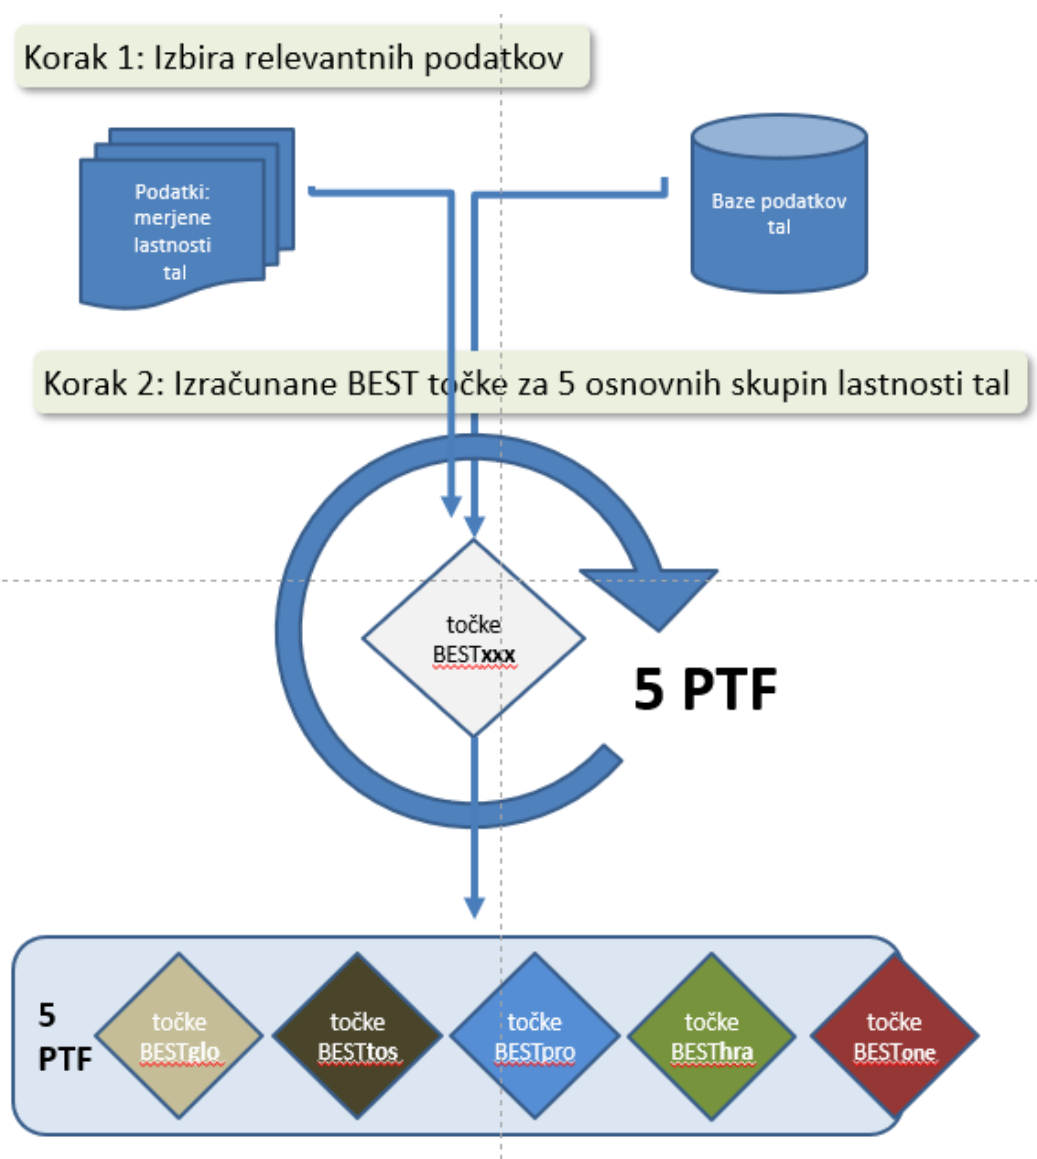 Korak 1: Izbira relevantnih podatkov
Podatki:
merjene
lastnosti
tal
Baze podatkov
tal
Korak 2: Izračunane BEST točke za 5 osnovnih skupin lastnosti tal
točke
BESTxxx
5 PTF
5
PTF
točke
BESTglo
točke
BESTtos
točke
BESTpro
točke
BESThra
točke
BESTone